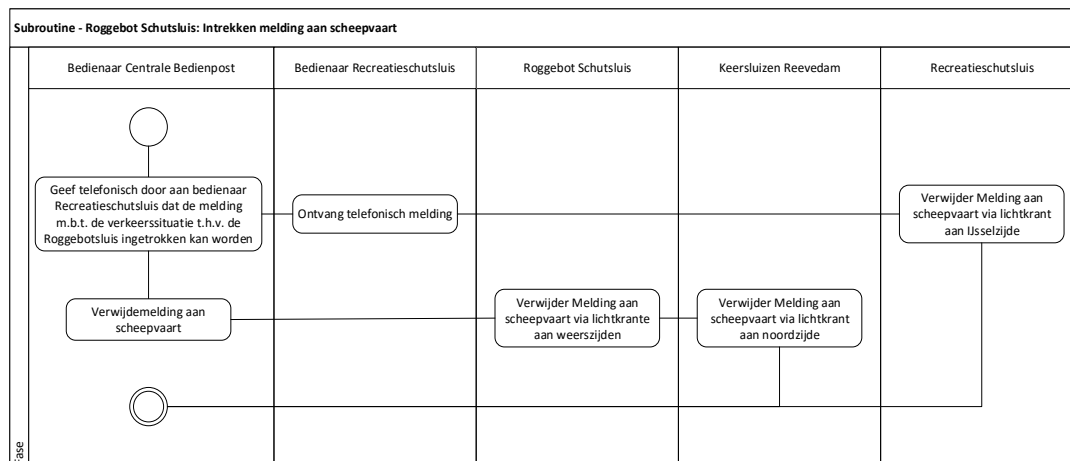 Subroutine - Roggebot Schutsluis: Intrekken melding aan scheepvaart
Bedienaar Centrale Bedienpost
Bedienaar Recreatieschutsluis
Roggebot Schutsluis
Keersluizen Reevedam
Recreatieschutsluis
Geef telefonisch door aan bedienaar
Recreatieschutsluis dat de melding
m.b.t. de verkeerssituatie t.h.v. de
Roggebotsluis ingetrokken kan worden
Ontvang telefonisch melding
Verwijder Melding aan
scheepvaart via lichtkrant
aan IJsselzijde
Verwijdemelding aan
scheepvaart
Verwijder Melding aan
scheepvaart via lichtkrante
aan weerszijden
Verwijder Melding aan
scheepvaart via lichtkrant
aan noordzijde